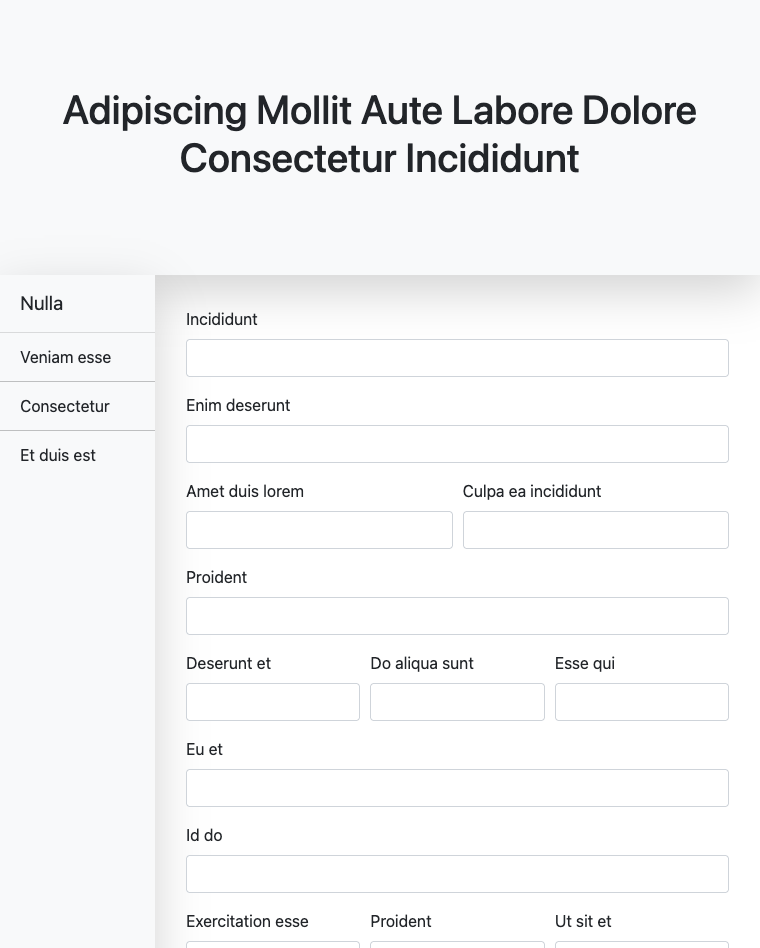 Adipiscing Mollit Aute Labore Dolore
Consectetur Incididunt
Nulla
Veniam esse
Consectetur
Et duis est
Incididunt
Enim deserunt
Amet duis lorem
Culpa ea incididunt
Proident
Deserunt et
Do aliqua sunt
Esse qui
Eu et
Id do
Exercitation esse
Proident
Ut sit et